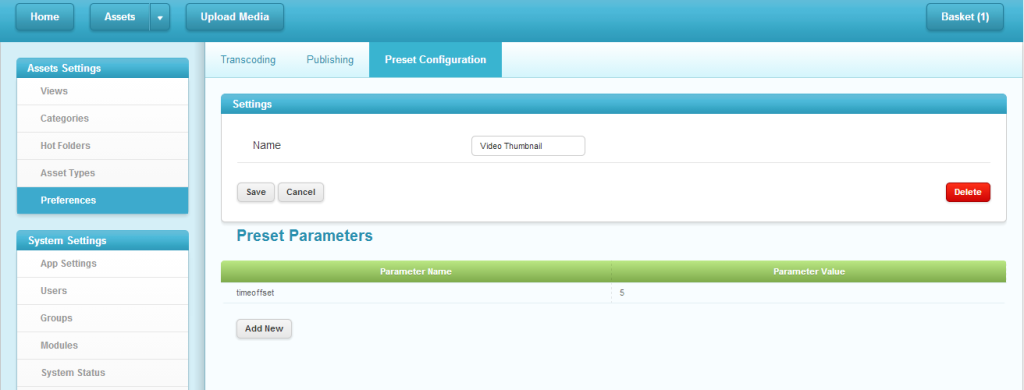 Home Assets Upload Media Basket (1)
Assets Settings
Views
Categories
Hot Folders
Asset Types
Preferences
System Settings
App Settings
Users
Groups
Modules
System Status
Transcoding Publishing Preset Configuration
Settings
Name Video Thumbnail
Save Cancel Delete
Preset Parameters
Parameter Name Parameter Value
timeoffset 5
Add New